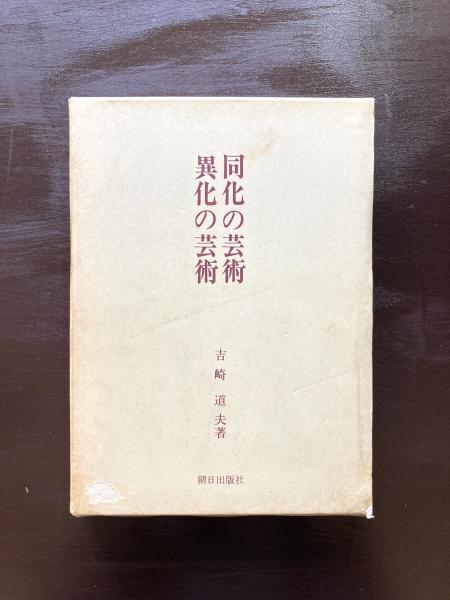 同化の芸術
異化の芸術
吉崎道夫著
朝日出版社